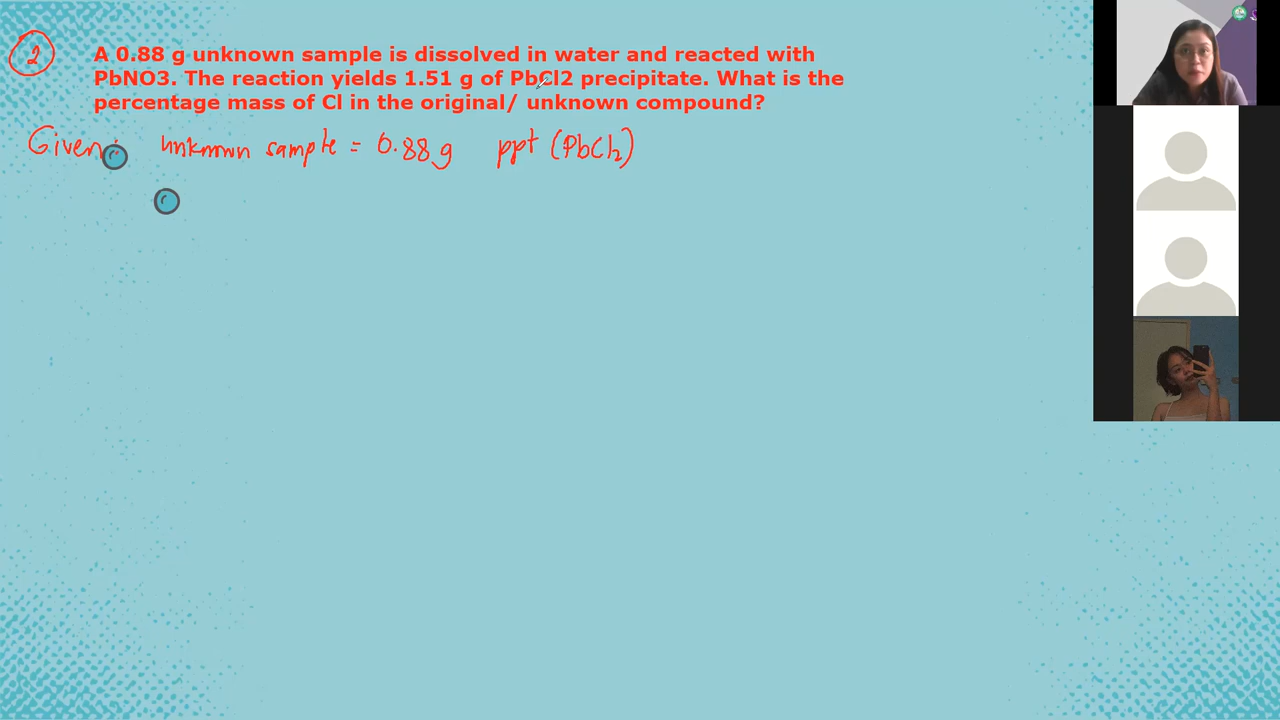 2
A 0.88 g unknown sample is dissolved in water and reacted with
PbNO3. The reaction yields 1.51 g of PbCl2 precipitate. What is the
percentage mass of Cl in the original/ unknown compound?
Given: unknown sample = 0.88 g ppt (PbCl2)